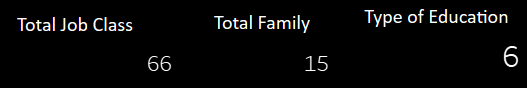 Total Job Class
Total Family
Type of Education
66
15
6